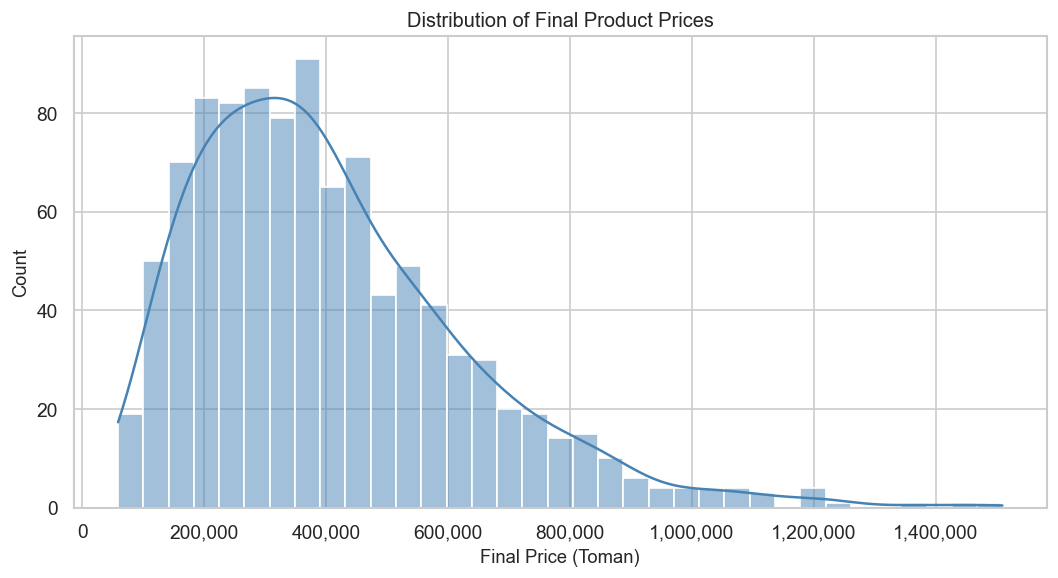 Distribution of Final Product Prices
Count
80
60
40
20
0
0 200,000 400,000 600,000 800,000 1,000,000 1,200,000 1,400,000
Final Price (Toman)